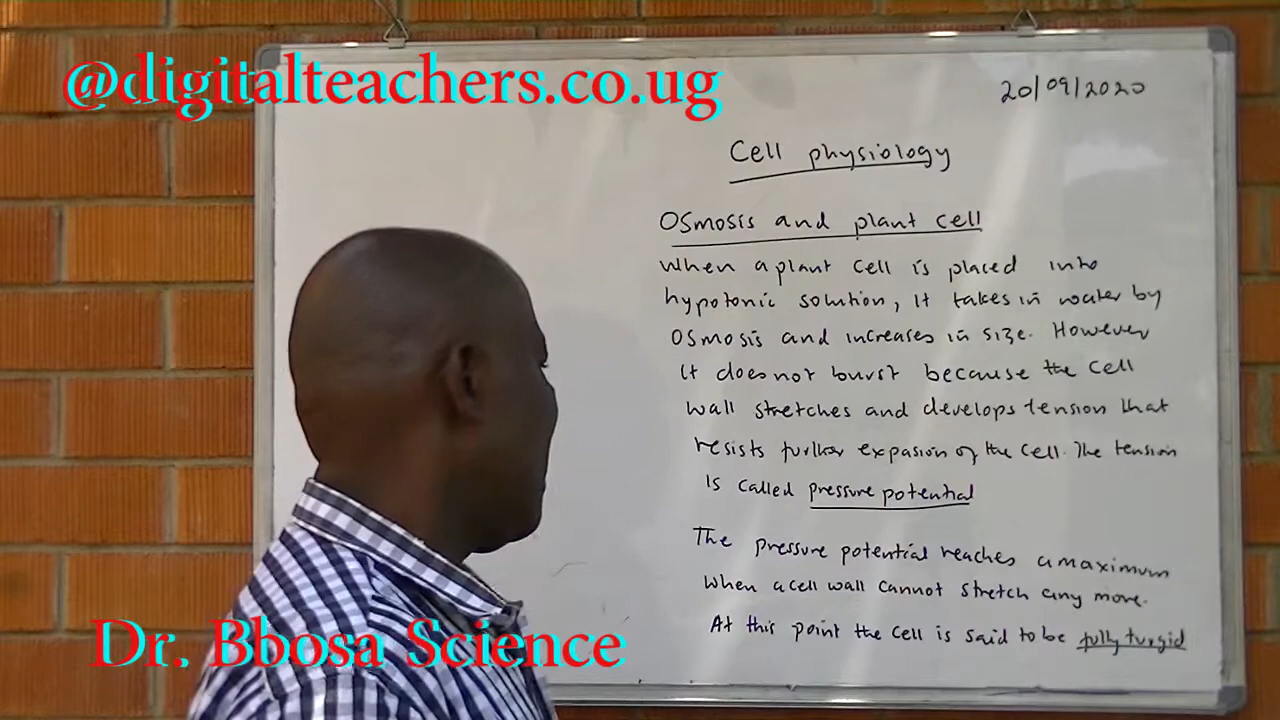 @digitalteachers.co.ug
20/09/2020
Cell physiology
Osmosis and plant cell
When a plant cell is placed into
hypotonic solution, It takes in water by
osmosis and increases in size. However
It does not burst because the cell
wall stretches and develops tension that
resists further expasion of the cell. The tension
is called pressure potential
The pressure potential reaches a maximum
when a cell wall cannot stretch any more.
At this point the cell is said to be fully turgid
Dr. Bbosa Science